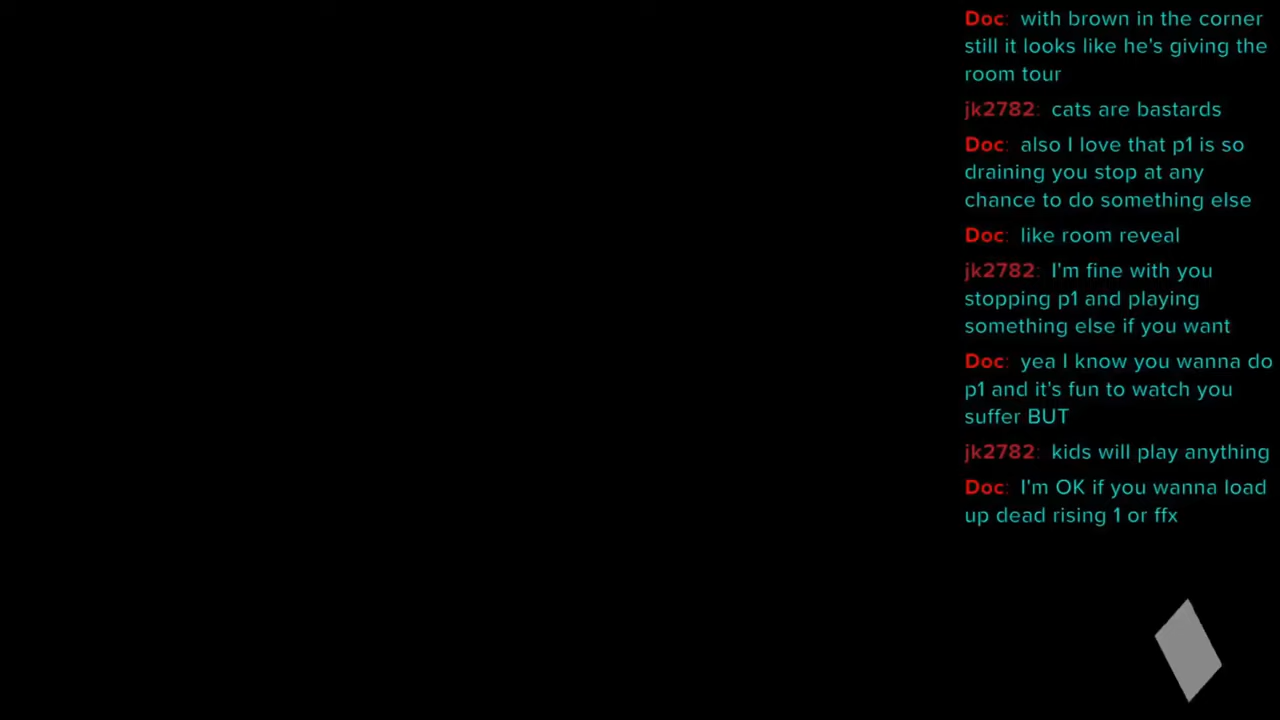 Doc: with brown in the corner
still it looks like he's giving the
room tour
jk2782: cats are bastards
Doc: also I love that p1 is so
draining you stop at any
chance to do something else
Doc: like room reveal
jk2782: I'm fine with you
stopping p1 and playing
something else if you want
Doc: yea I know you wanna do
p1 and it's fun to watch you
suffer BUT
jk2782: kids will play anything
Doc: I'm OK if you wanna load
up dead rising 1 or ffx